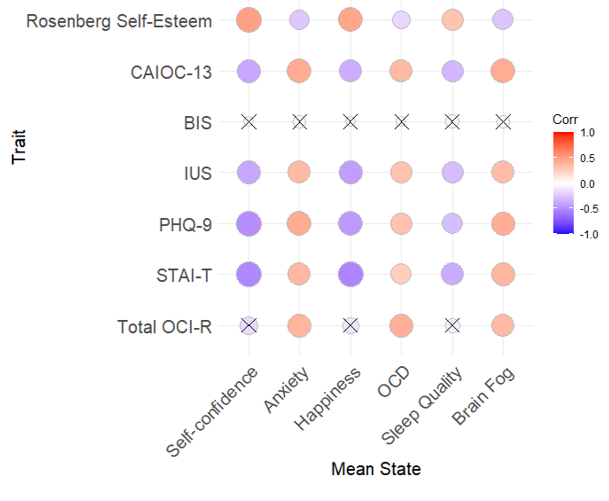 Rosenberg Self-Esteem
CAIOC-13
BIS
IUS
PHQ-9
STAI-T
Total OCI-R
Trait
Self-confidence
Anxiety
Happiness
OCD
Sleep Quality
Brain Fog
Mean State
Corr
1.0
0.5
0.0
-0.5
-1.0